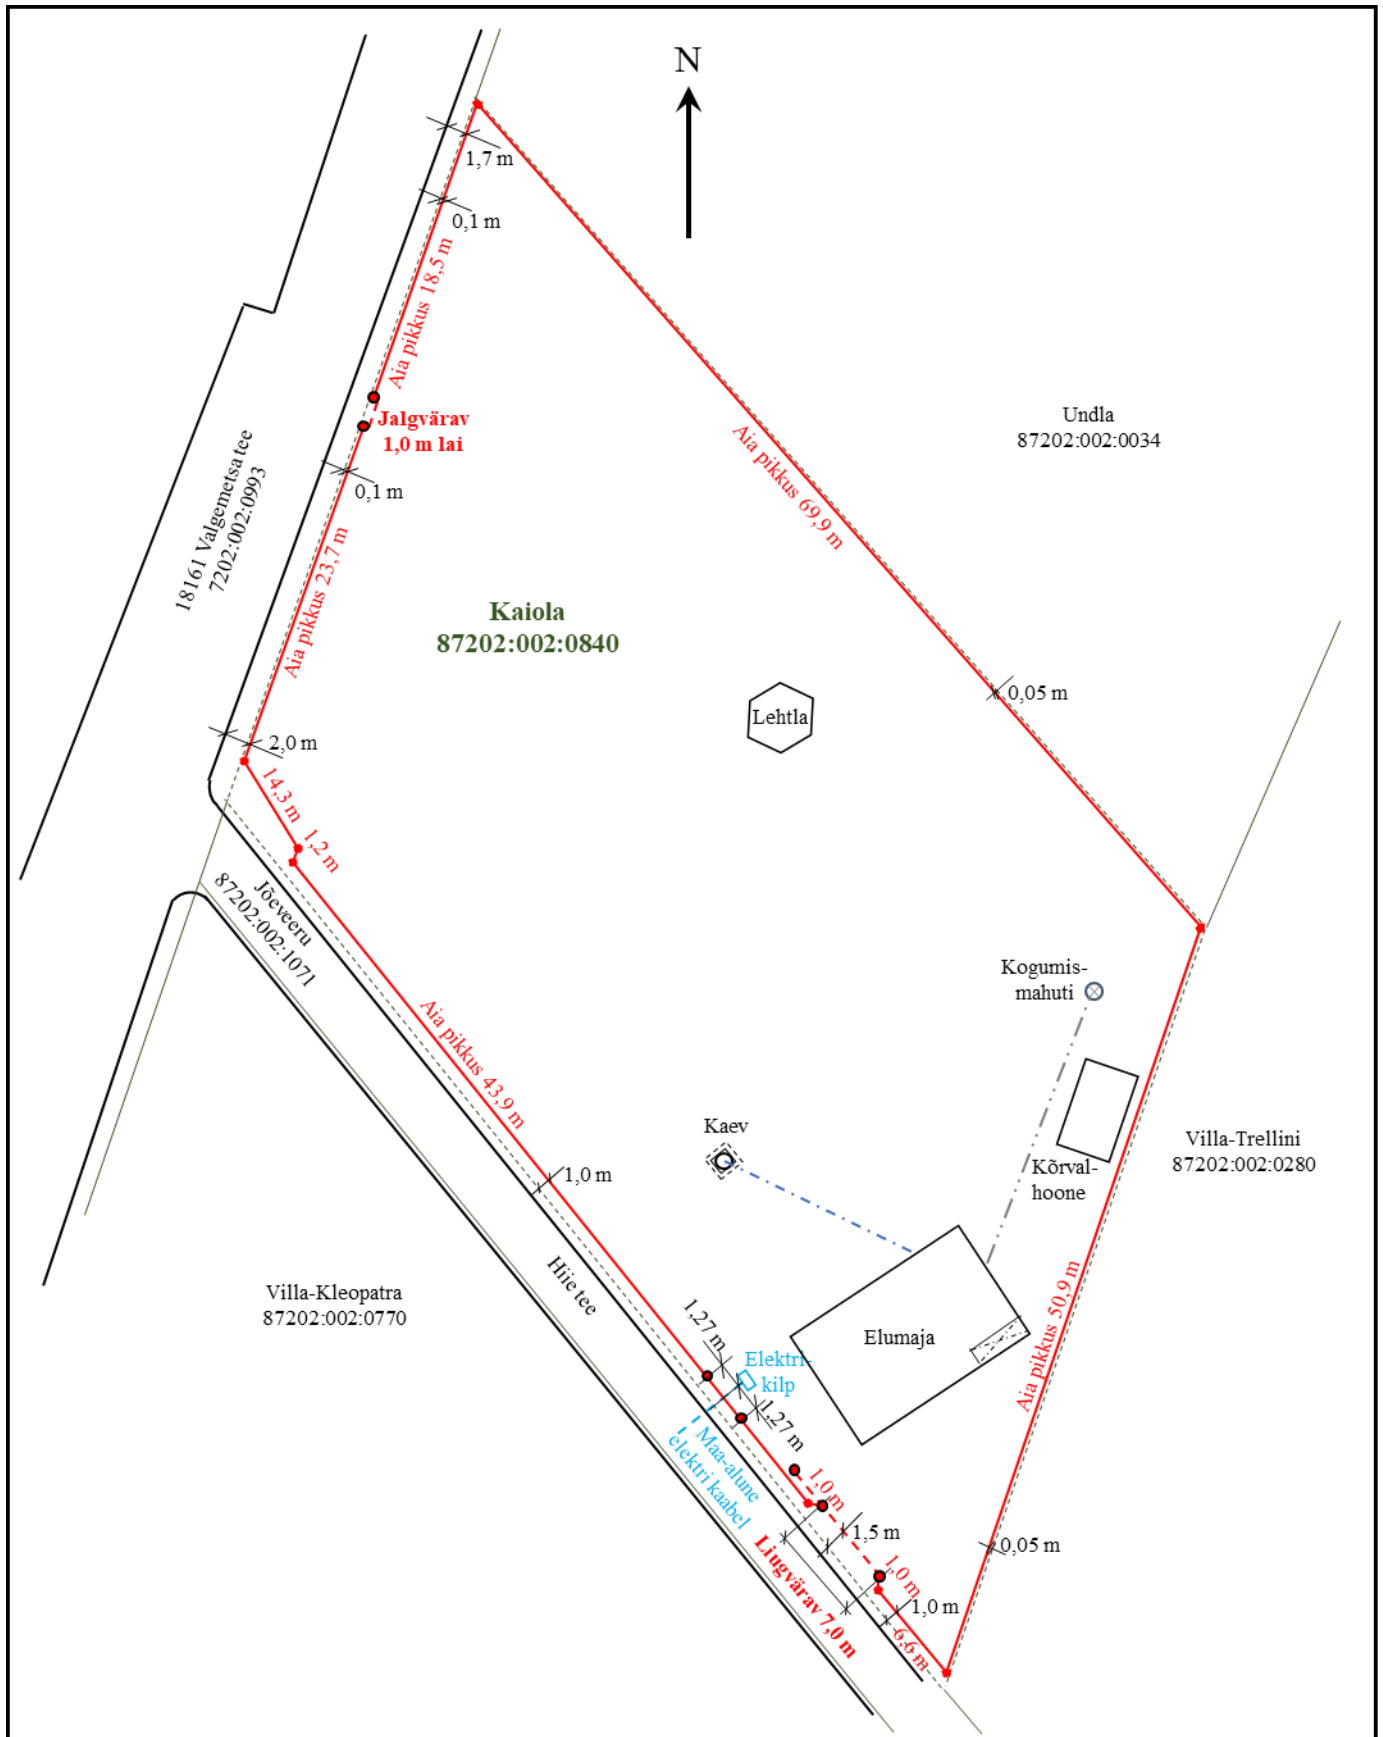 N
1,7 m
0,1 m
Aia pikkus 18,5 m
Jalgvärav
1,0 m lai
Undla
87202:002:0034
Aia pikkus 69,9 m
18161 Valgemetsa tee
7202:002:0993
0,1 m
Aia pikkus 23,7 m
Kaiola
87202:002:0840
0,05 m
Lehtla
2,0 m
14,3 m
1,2 m
Jõeveeru
87202:002:1071
Kogumis-
mahuti
Aia pikkus 43,9 m
Kaev
Villa-Trellini
87202:002:0280
Kõrval-
hoone
1,0 m
Hiie tee
Villa-Kleopatra
87202:002:0770
Elumaja
Aia pikkus 50,9 m
1,27 m
Elektri-
kilp
1,27 m
Maa-alune
elektri kaabel
1,0 m
1,5 m
0,05 m
Liugvärav 7,0 m
1,0 m
1,0 m
6,6 m